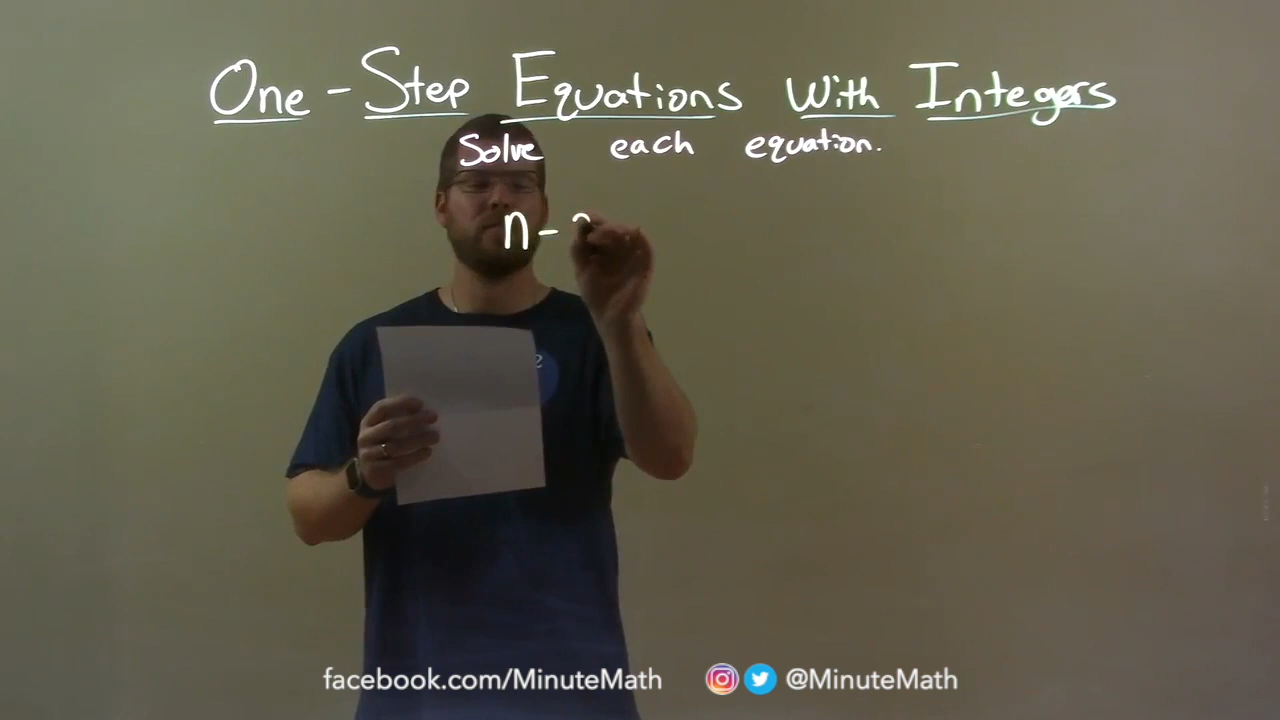 One-Step Equations With Integers
Solve each equation.
n -
facebook.com/MinuteMath @MinuteMath